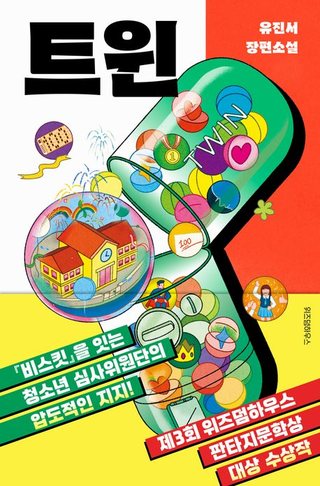 트윈
유진서
장편소설
TWIN
100
위즈덤하우스
『비스킷』을 잇는
청소년 심사위원단의
압도적인 지지!
제3회 위즈덤하우스
판타지문학상
대상 수상작